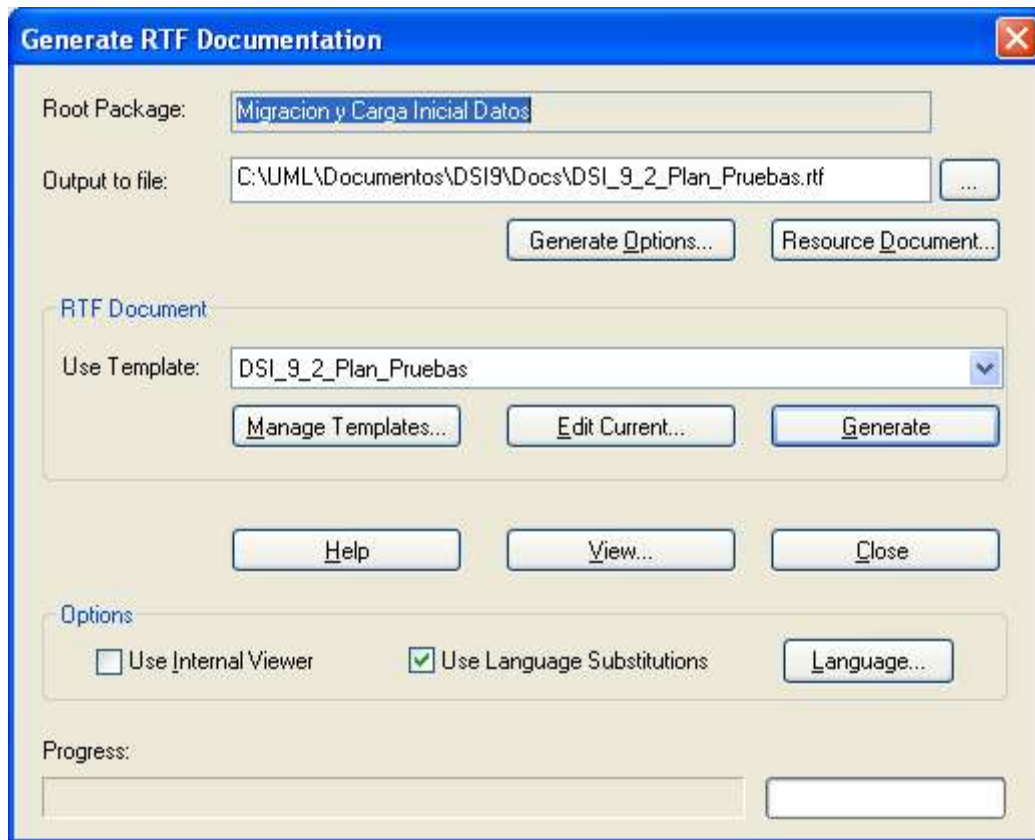 Generate RTF Documentation
Root Package: Migracion y Carga Inicial Datos
Output to file: C:\UML\Documentos\DSI9\Docs\DSI_9_2_Plan_Pruebas.rtf ...
Generate Options... Resource Document...
RTF Document
Use Template: DSI_9_2_Plan_Pruebas
Manage Templates... Edit Current... Generate
Help View... Close
Options
Use Internal Viewer Use Language Substitutions Language...
Progress: